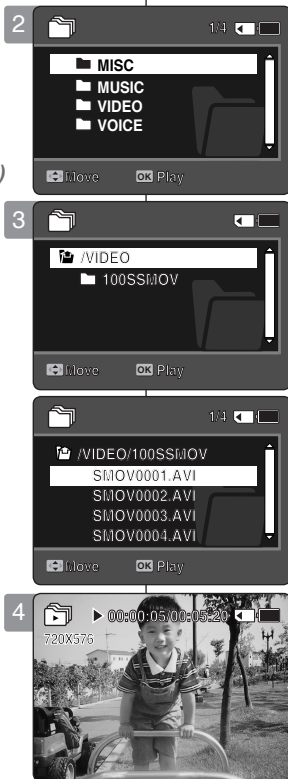 2
1/4
MISC
MUSIC
VIDEO
VOICE
Move OK Play
)
3
/VIDEO
100SSMOV
Move OK Play
1/4
/VIDEO/100SSMOV
SMOV0001.AVI
SMOV0002.AVI
SMOV0003.AVI
SMOV0004.AVI
Move OK Play
4
00:00:05/00:05:20
720X576